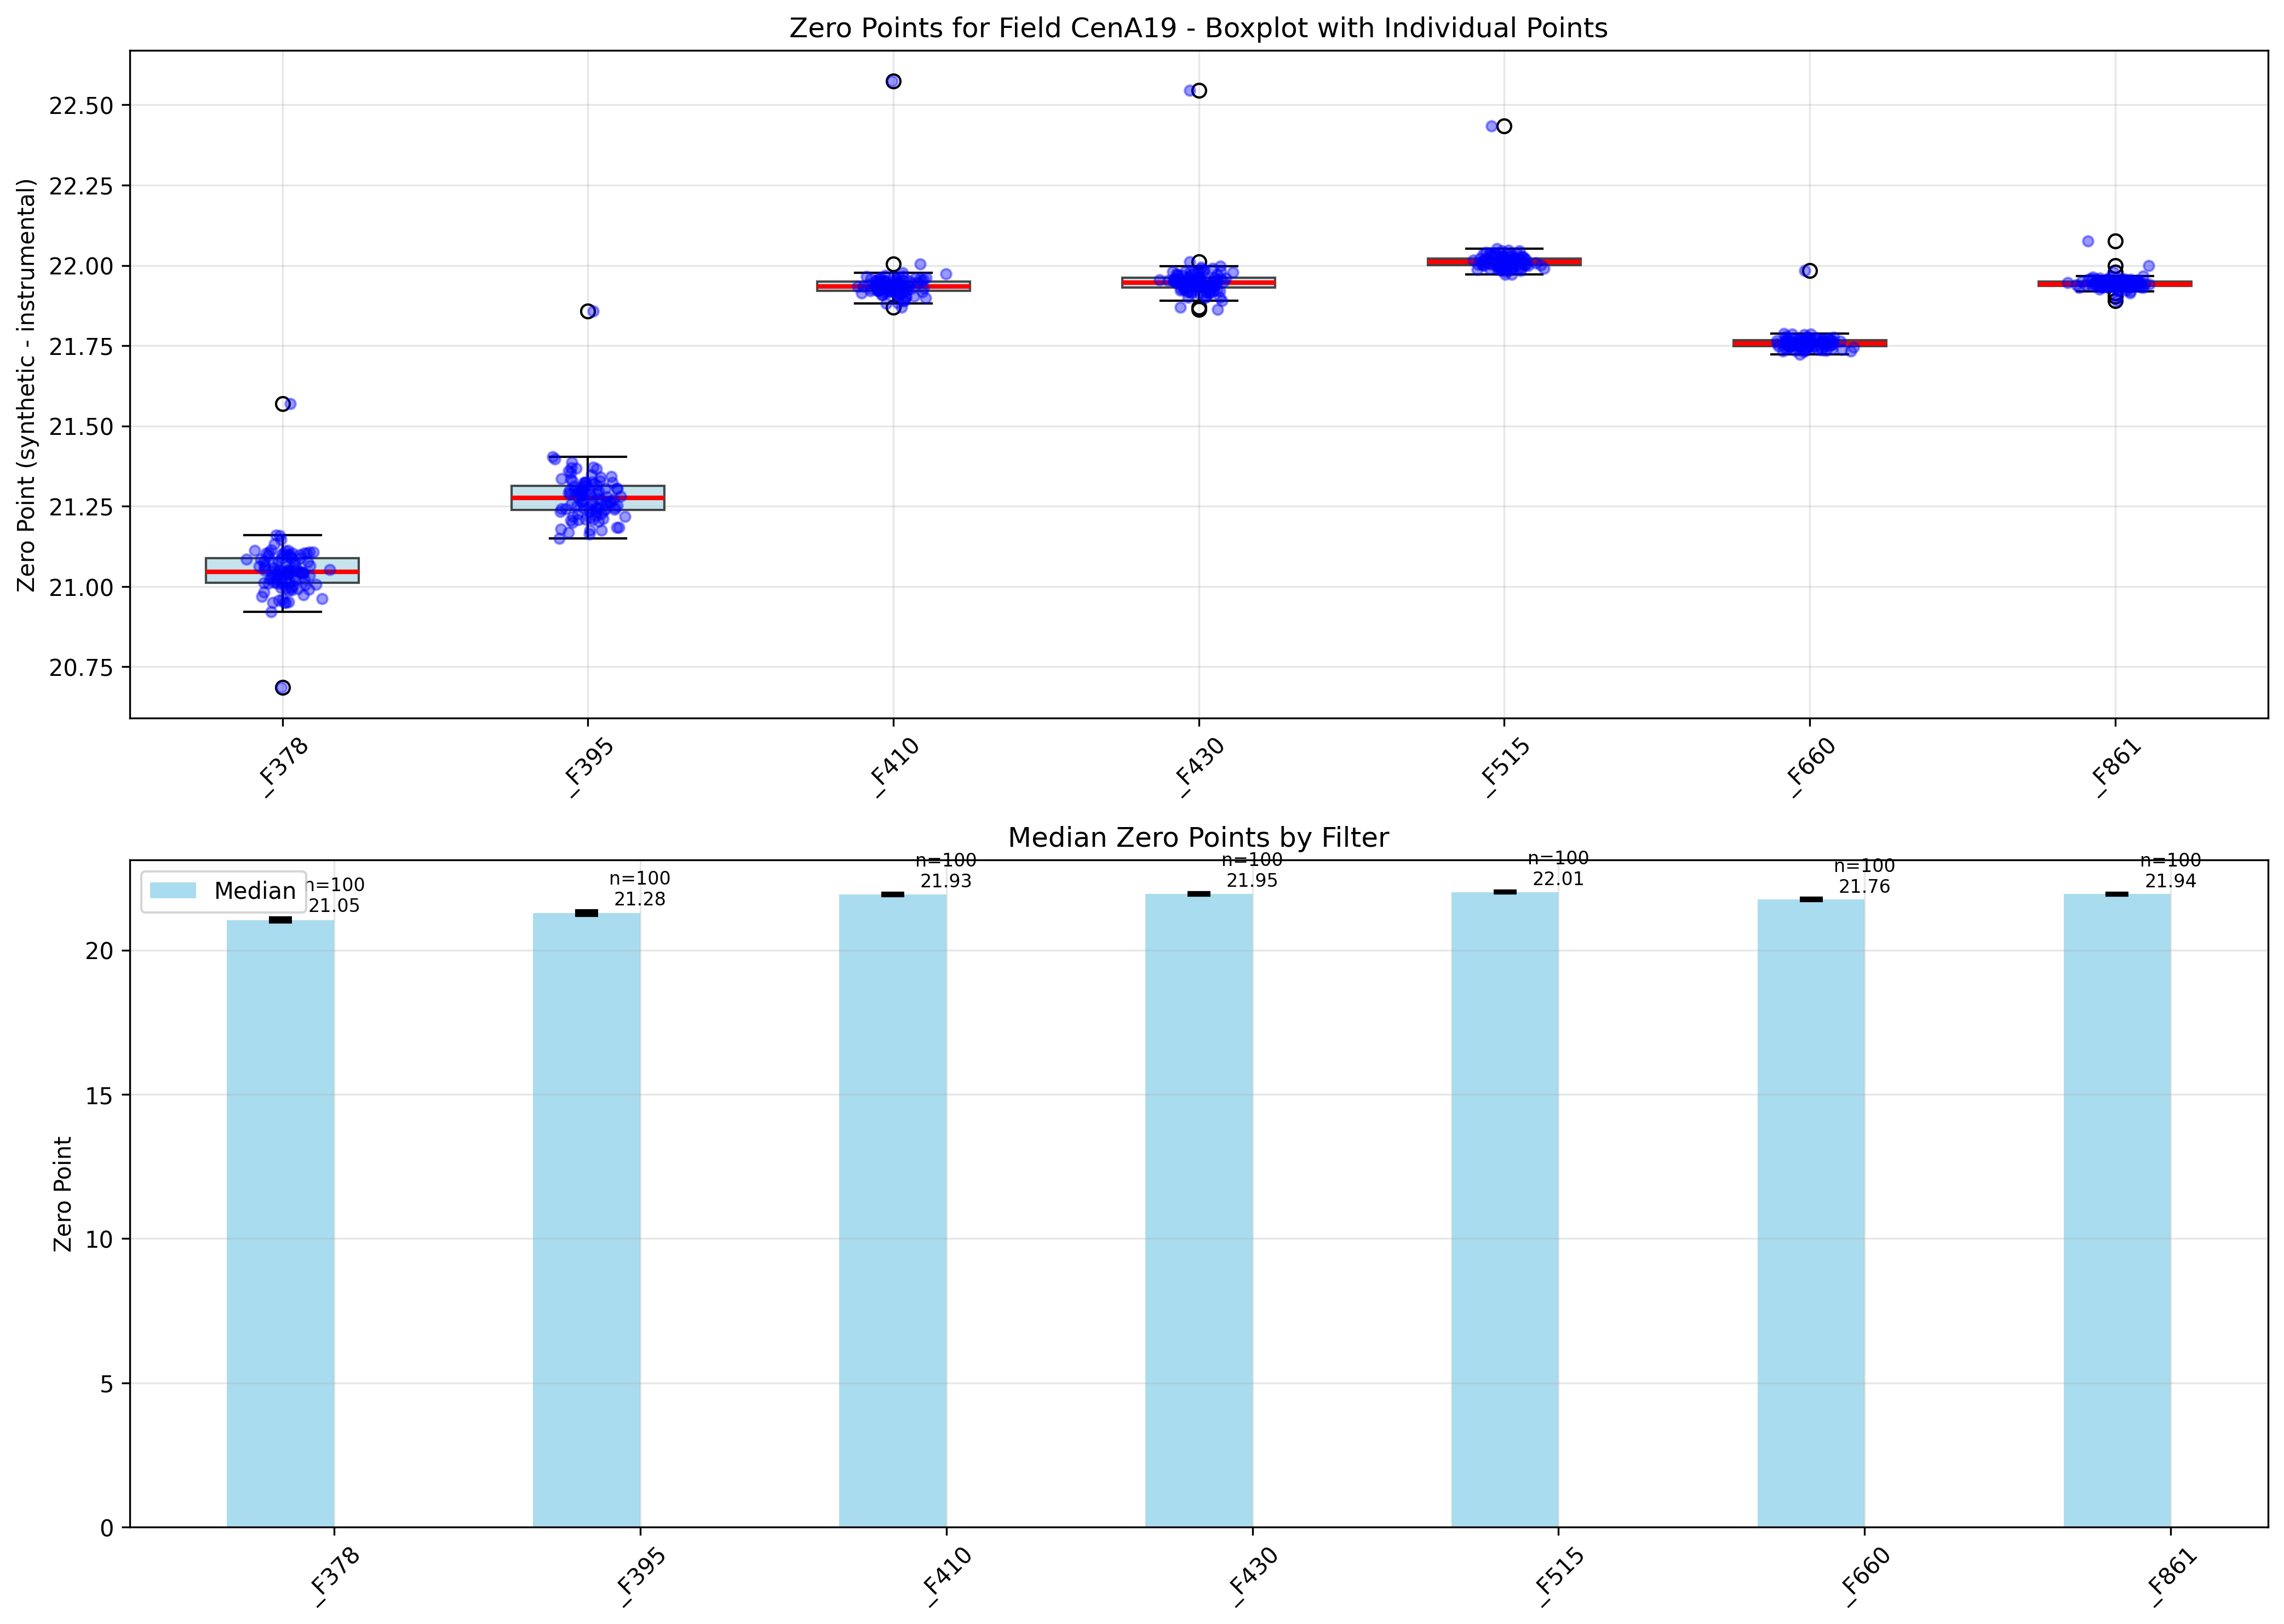 Zero Points for Field CenA19 - Boxplot with Individual Points
Zero Point (synthetic - instrumental)
22.50
22.25
22.00
21.75
21.50
21.25
21.00
20.75
_F378
_F395
_F410
_F430
_F515
_F660
_F861
Median Zero Points by Filter
Zero Point
Median
n=100
21.05
n=100
21.28
n=100
21.93
n=100
21.95
n=100
22.01
n=100
21.76
n=100
21.94
20
15
10
5
0
_F378
_F395
_F410
_F430
_F515
_F660
_F861